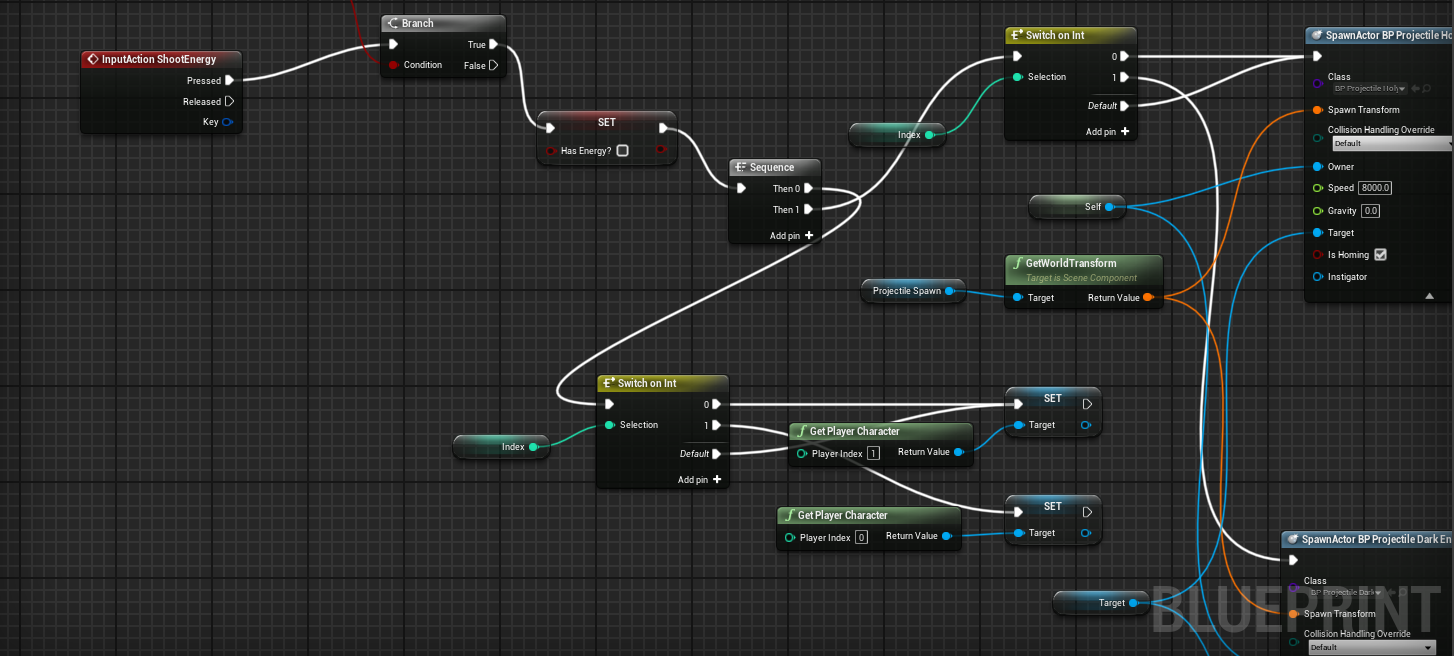 InputAction ShootEnergy
Pressed
Released
Key
Branch
True
Condition
False
SET
Has Energy?
Sequence
Then 0
Then 1
Add pin
Index
Switch on Int
0
Selection
1
Default
Add pin
Self
Projectile Spawn
GetWorldTransform
Target is Scene Component
Target
Return Value
SpawnActor BP Projectile Ho
Class
BP Projectile Holy
Spawn Transform
Collision Handling Override
Default
Owner
Speed 8000.0
Gravity 0.0
Target
Is Homing
Instigator
Index
Switch on Int
0
Selection
1
Default
Add pin
Get Player Character
Player Index 1
Return Value
SET
Target
Get Player Character
Player Index 0
Return Value
SET
Target
Target
SpawnActor BP Projectile Dark En
Class
BP Projectile Dark
Spawn Transform
Collision Handling Override
Default
BLUEPRINT